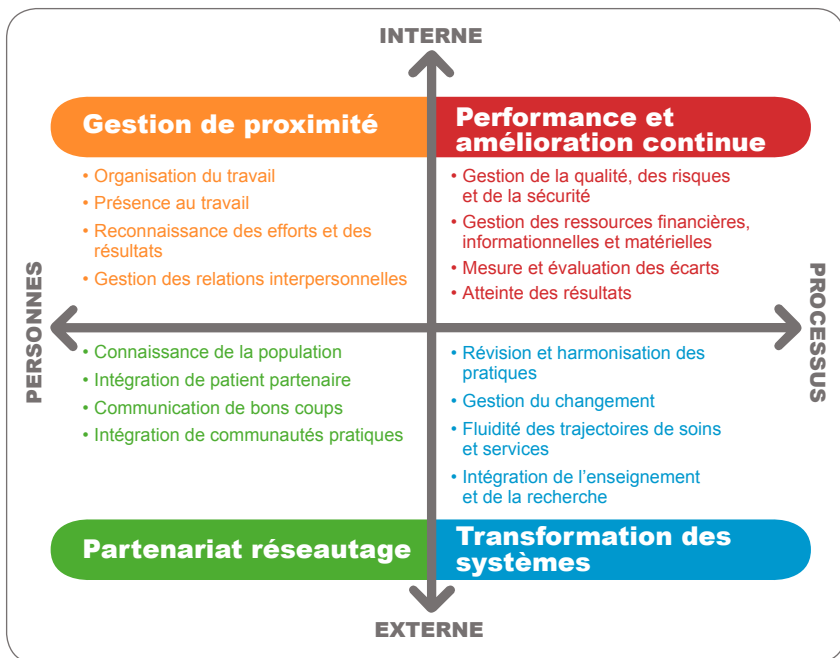 INTERNE
Gestion de proximité
• Organisation du travail
• Présence au travail
• Reconnaissance des efforts et des
résultats
• Gestion des relations interpersonnelles
Performance et
amélioration continue
• Gestion de la qualité, des risques
et de la sécurité
• Gestion des ressources financières,
informationnelles et matérielles
• Mesure et évaluation des écarts
• Atteinte des résultats
PERSONNES
PROCESSUS
• Connaissance de la population
• Intégration de patient partenaire
• Communication de bons coups
• Intégration de communautés pratiques
Partenariat réseautage
• Révision et harmonisation des
pratiques
• Gestion du changement
• Fluidité des trajectoires de soins
et services
• Intégration de l’enseignement
et de la recherche
Transformation des
systèmes
EXTERNE